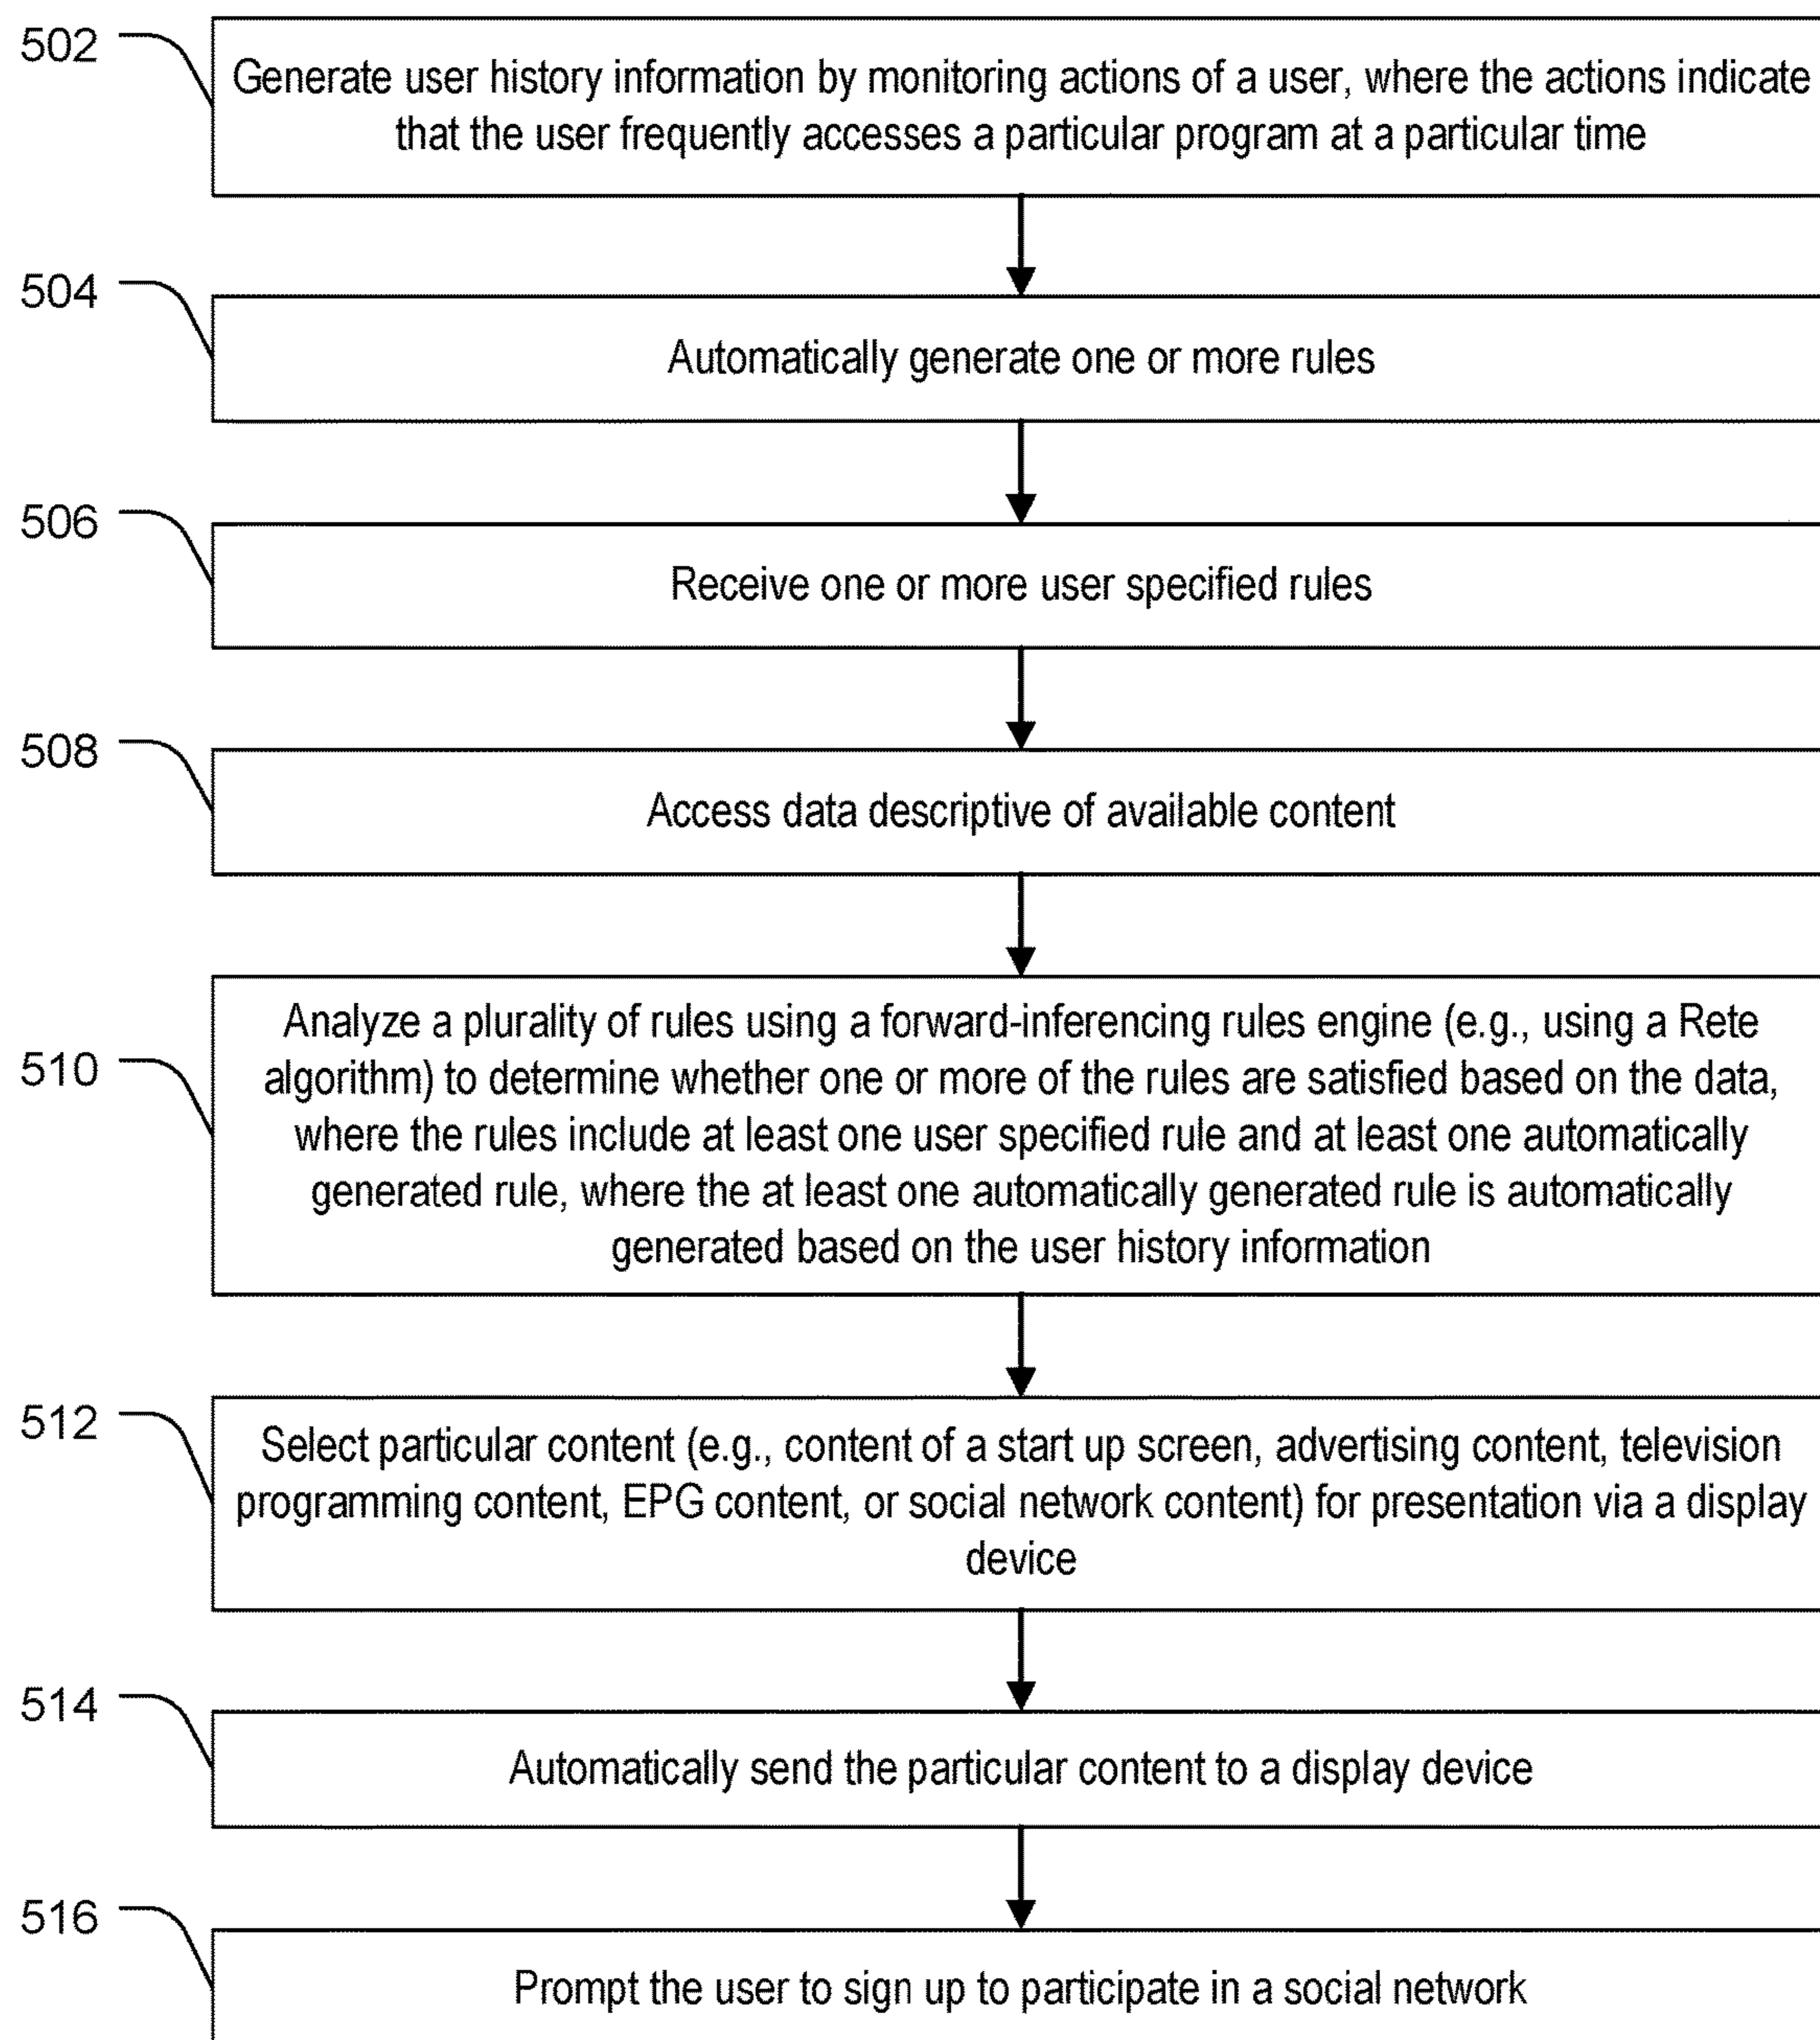 502
Generate user history information by monitoring actions of a user, where the actions indicate
that the user frequently accesses a particular program at a particular time
504
Automatically generate one or more rules
506
Receive one or more user specified rules
508
Access data descriptive of available content
510
Analyze a plurality of rules using a forward-inferencing rules engine (e.g., using a Rete
algorithm) to determine whether one or more of the rules are satisfied based on the data,
where the rules include at least one user specified rule and at least one automatically
generated rule, where the at least one automatically generated rule is automatically
generated based on the user history information
512
Select particular content (e.g., content of a start up screen, advertising content, television
programming content, EPG content, or social network content) for presentation via a display
device
514
Automatically send the particular content to a display device
516
Prompt the user to sign up to participate in a social network